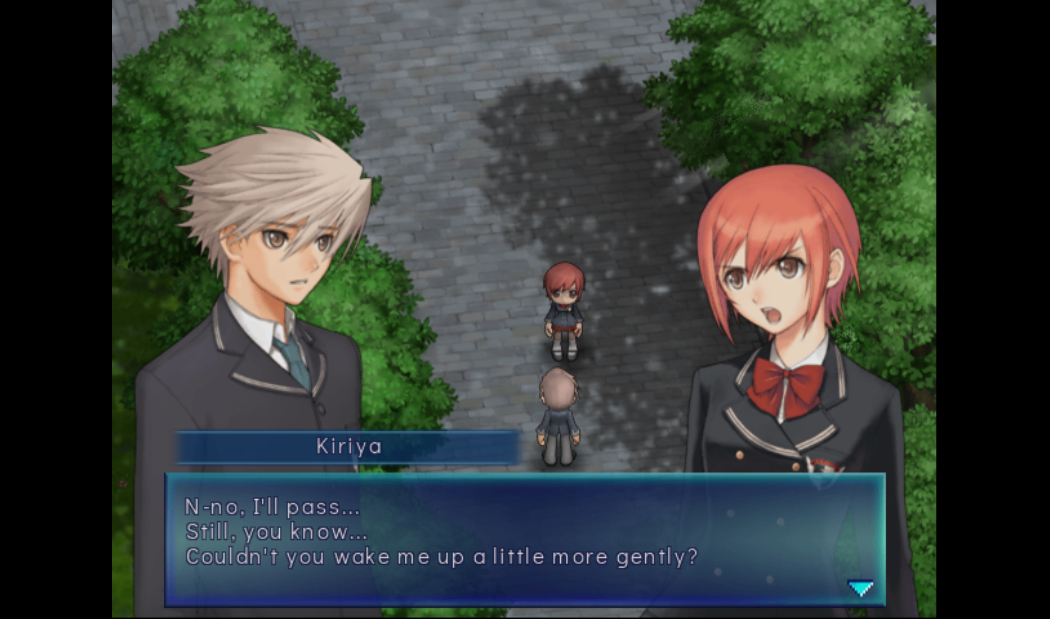 Kiriya
N-no, I'll pass...
Still, you know...
Couldn't you wake me up a little more gently?